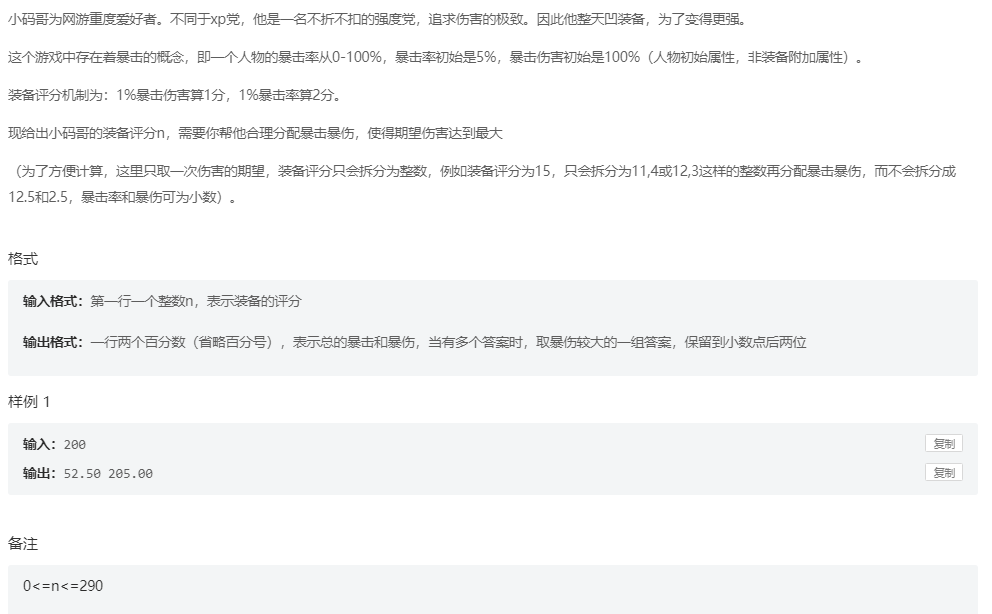 小码哥为网游重度爱好者。不同于xp党，他是一名不折不扣的强度党，追求伤害的极致。因此他整天凹装备，为了变得更强。
这个游戏中存在着暴击的概念，即一个人物的暴击率从0-100%，暴击率初始是5%，暴击伤害初始是100%（人物初始属性，非装备附加属性）。
装备评分机制为：1%暴击伤害算1分，1%暴击率算2分。
现给出小码哥的装备评分n，需要你帮他合理分配暴击暴伤，使得期望伤害达到最大
（为了方便计算，这里只取一次伤害的期望，装备评分只会拆分为整数，例如装备评分为15，只会拆分为11,4或12,3这样的整数再分配暴击暴伤，而不会拆分成
12.5和2.5，暴击率和暴伤可为小数）。
格式
输入格式：第一行一个整数n，表示装备的评分
输出格式：一行两个百分数（省略百分号），表示总的暴击和暴伤，当有多个答案时，取暴伤较大的一组答案，保留到小数点后两位
样例 1
输入：200
复制
输出：52.50 205.00
复制
备注
0<=n<=290